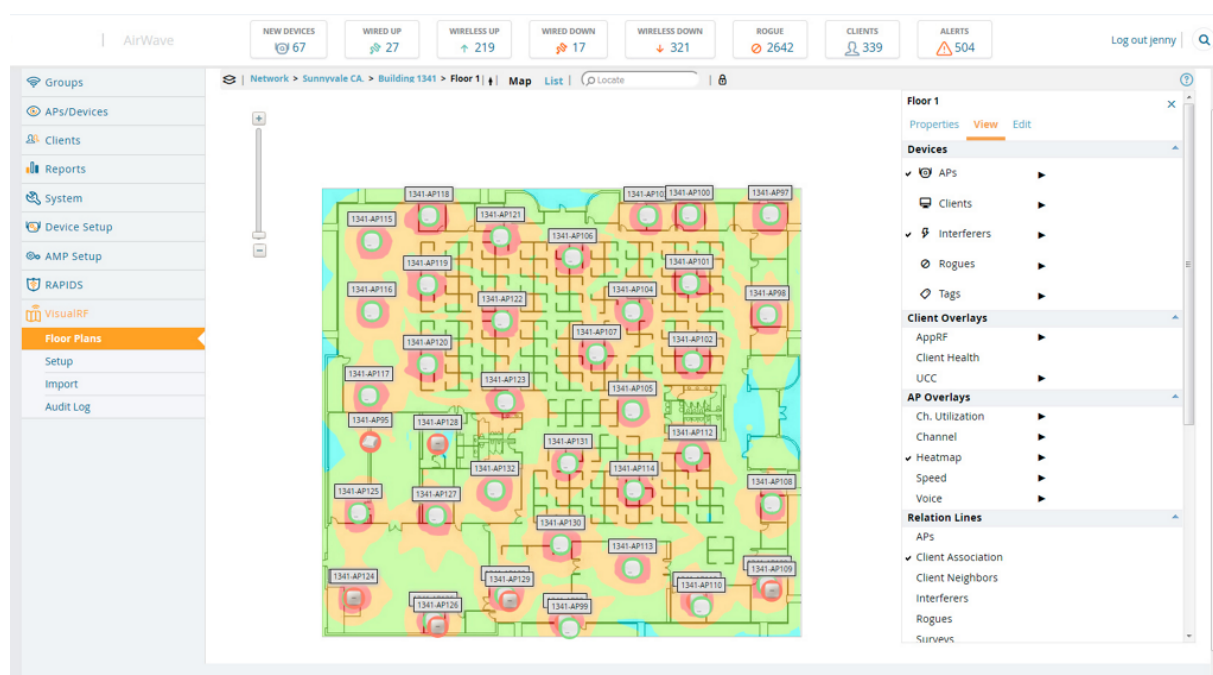 AirWave
NEW DEVICES
67
WIRED UP
27
WIRELESS UP
219
WIRED DOWN
17
WIRELESS DOWN
321
ROGUE
2642
CLIENTS
339
ALERTS
504
Log out jenny
Groups
APs/Devices
Clients
Reports
System
Device Setup
AMP Setup
RAPIDS
VisualRF
Floor Plans
Setup
Import
Audit Log
Network > Sunnyvale CA. > Building 1341 > Floor 1 | Map List | Locate
1341-AP118
1341-AP10
1341-AP100
1341-AP97
1341-AP115
1341-AP121
1341-AP106
1341-AP119
1341-AP101
1341-AP116
1341-AP122
1341-AP104
1341-AP98
1341-AP120
1341-AP107
1341-AP102
1341-AP117
1341-AP123
1341-AP105
1341-AP95
1341-AP128
1341-AP131
1341-AP112
1341-AP132
1341-AP114
1341-AP108
1341-AP125
1341-AP127
1341-AP130
1341-AP113
1341-AP124
1341-AP129
1341-AP110
1341-AP109
1341-AP126
1341-AP99
Floor 1
Properties View Edit
Devices
APs
Clients
Interferers
Rogues
Tags
Client Overlays
AppRF
Client Health
UCC
AP Overlays
Ch. Utilization
Channel
Heatmap
Speed
Voice
Relation Lines
APs
Client Association
Client Neighbors
Interferers
Rogues
Surveys